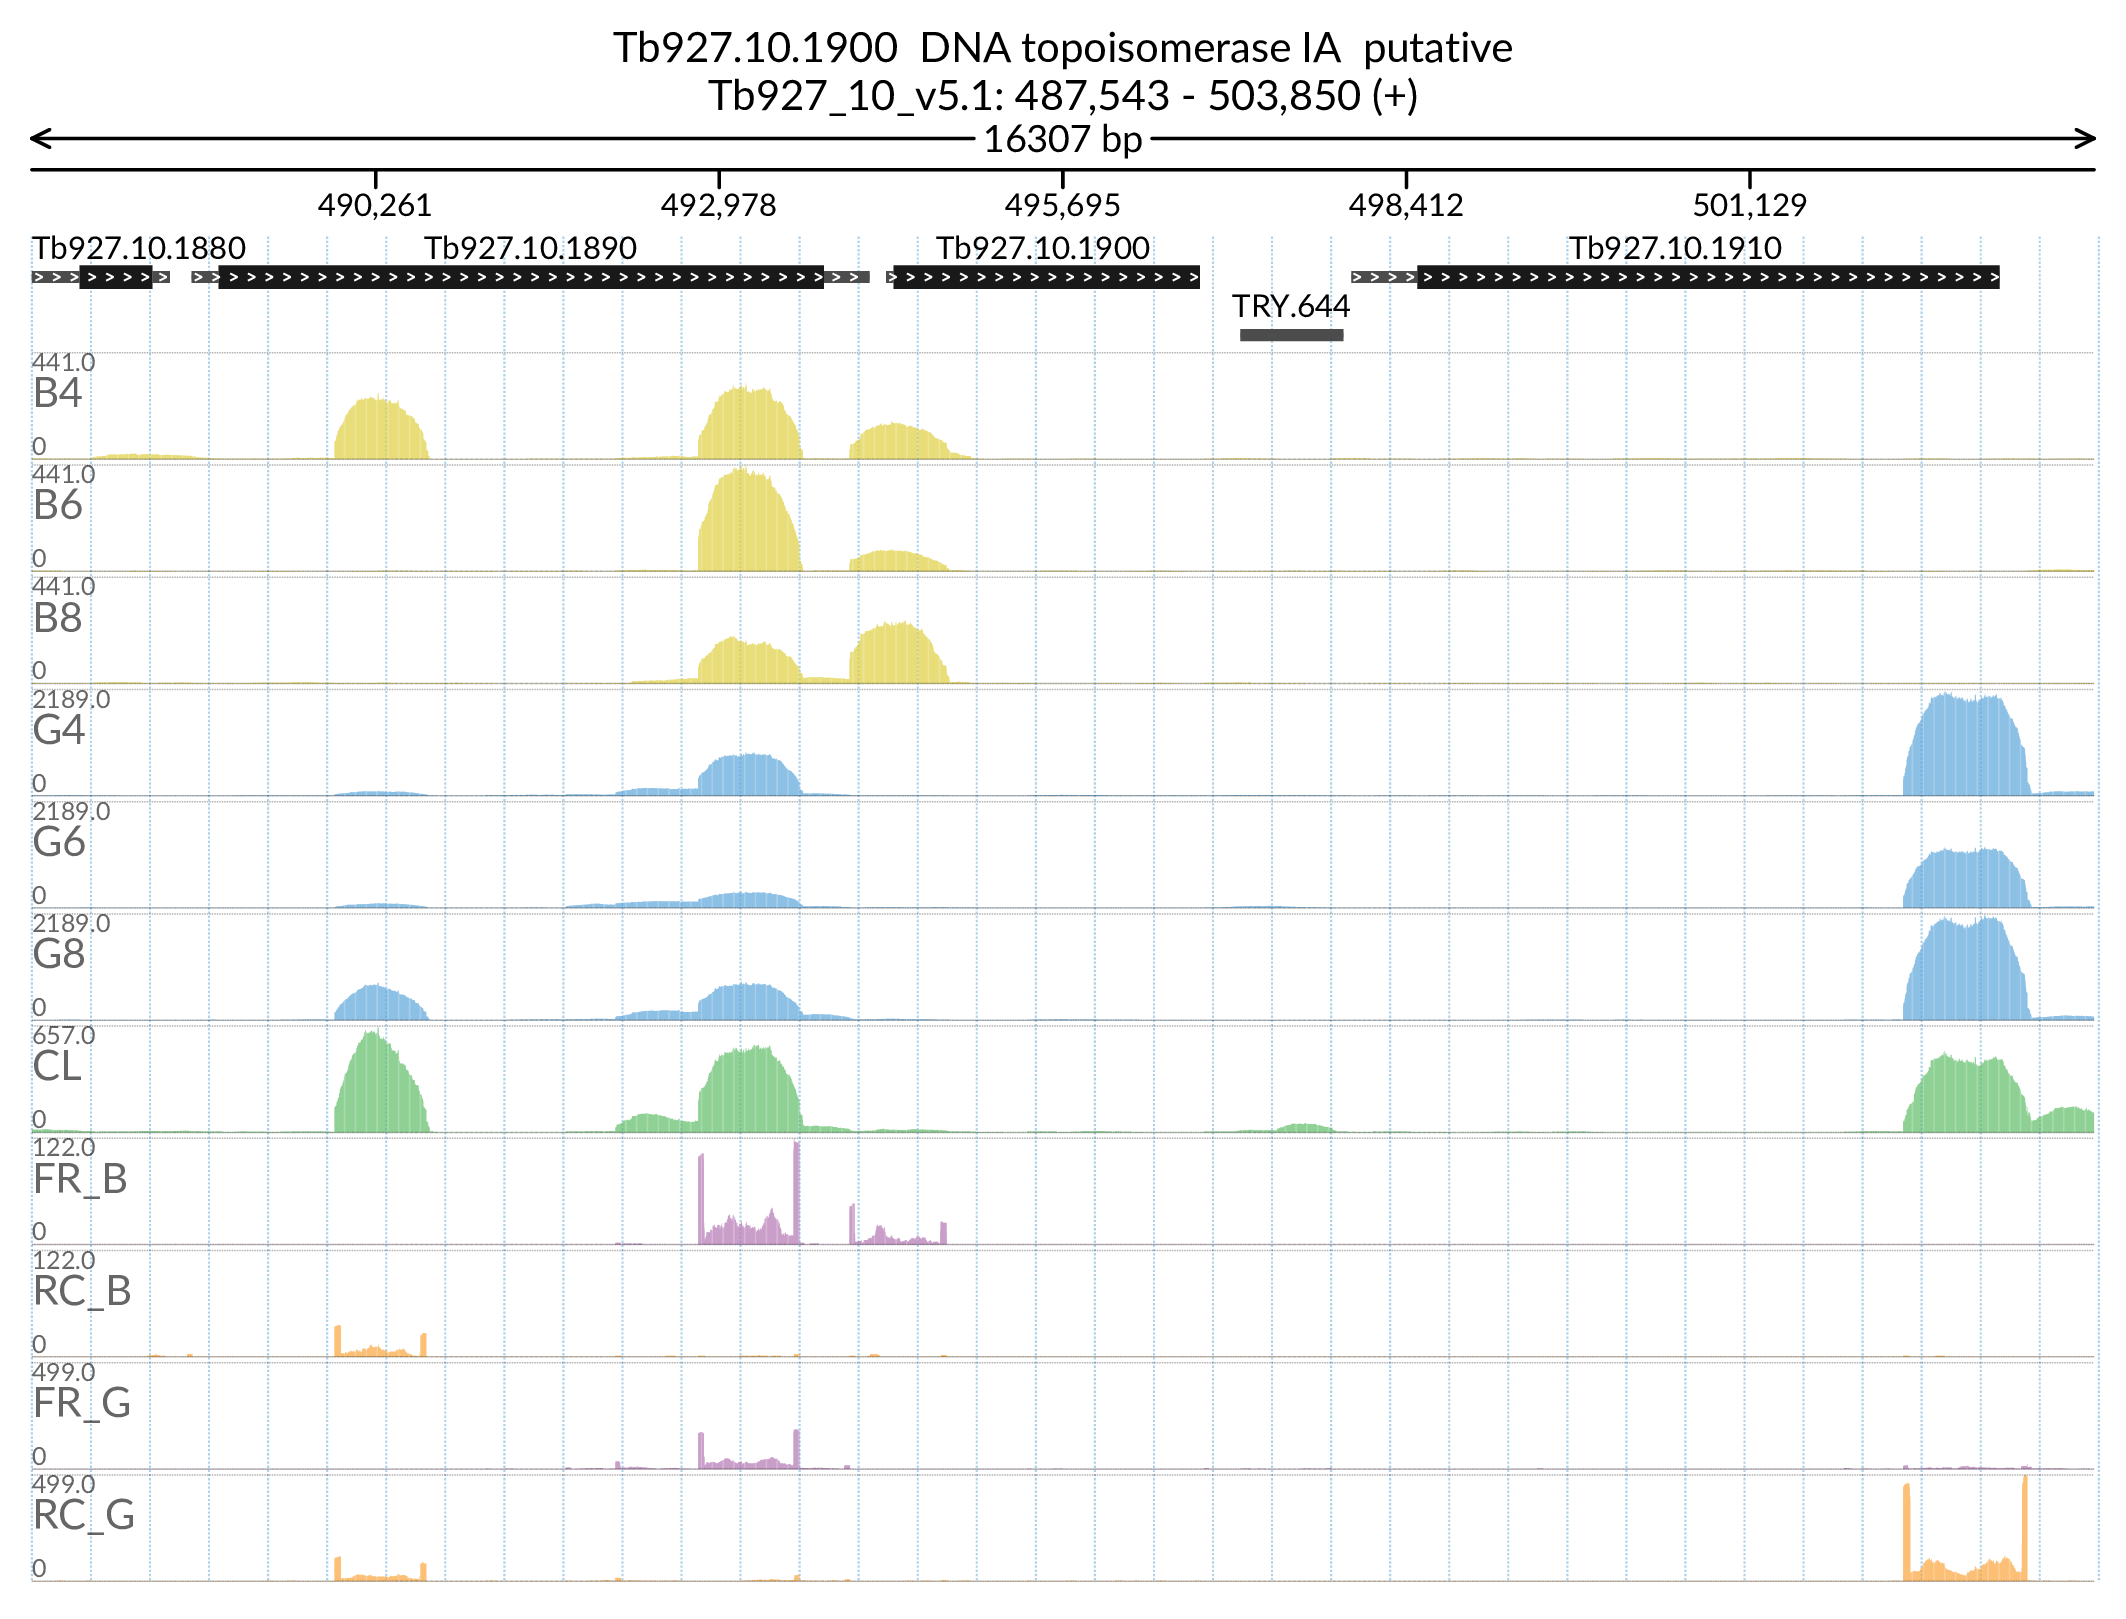 Tb927.10.1900  DNA topoisomerase IA  putative
Tb927_10_v5.1: 487,543 - 503,850 (+)
16307 bp
490,261 492,978 495,695 498,412 501,129
Tb927.10.1880 Tb927.10.1890 Tb927.10.1900 Tb927.10.1910
TRY.644
441.0
B4
0
441.0
B6
0
441.0
B8
0
2189.0
G4
0
2189.0
G6
0
2189.0
G8
0
657.0
CL
0
122.0
FR_B
0
122.0
RC_B
0
499.0
FR_G
0
499.0
RC_G
0